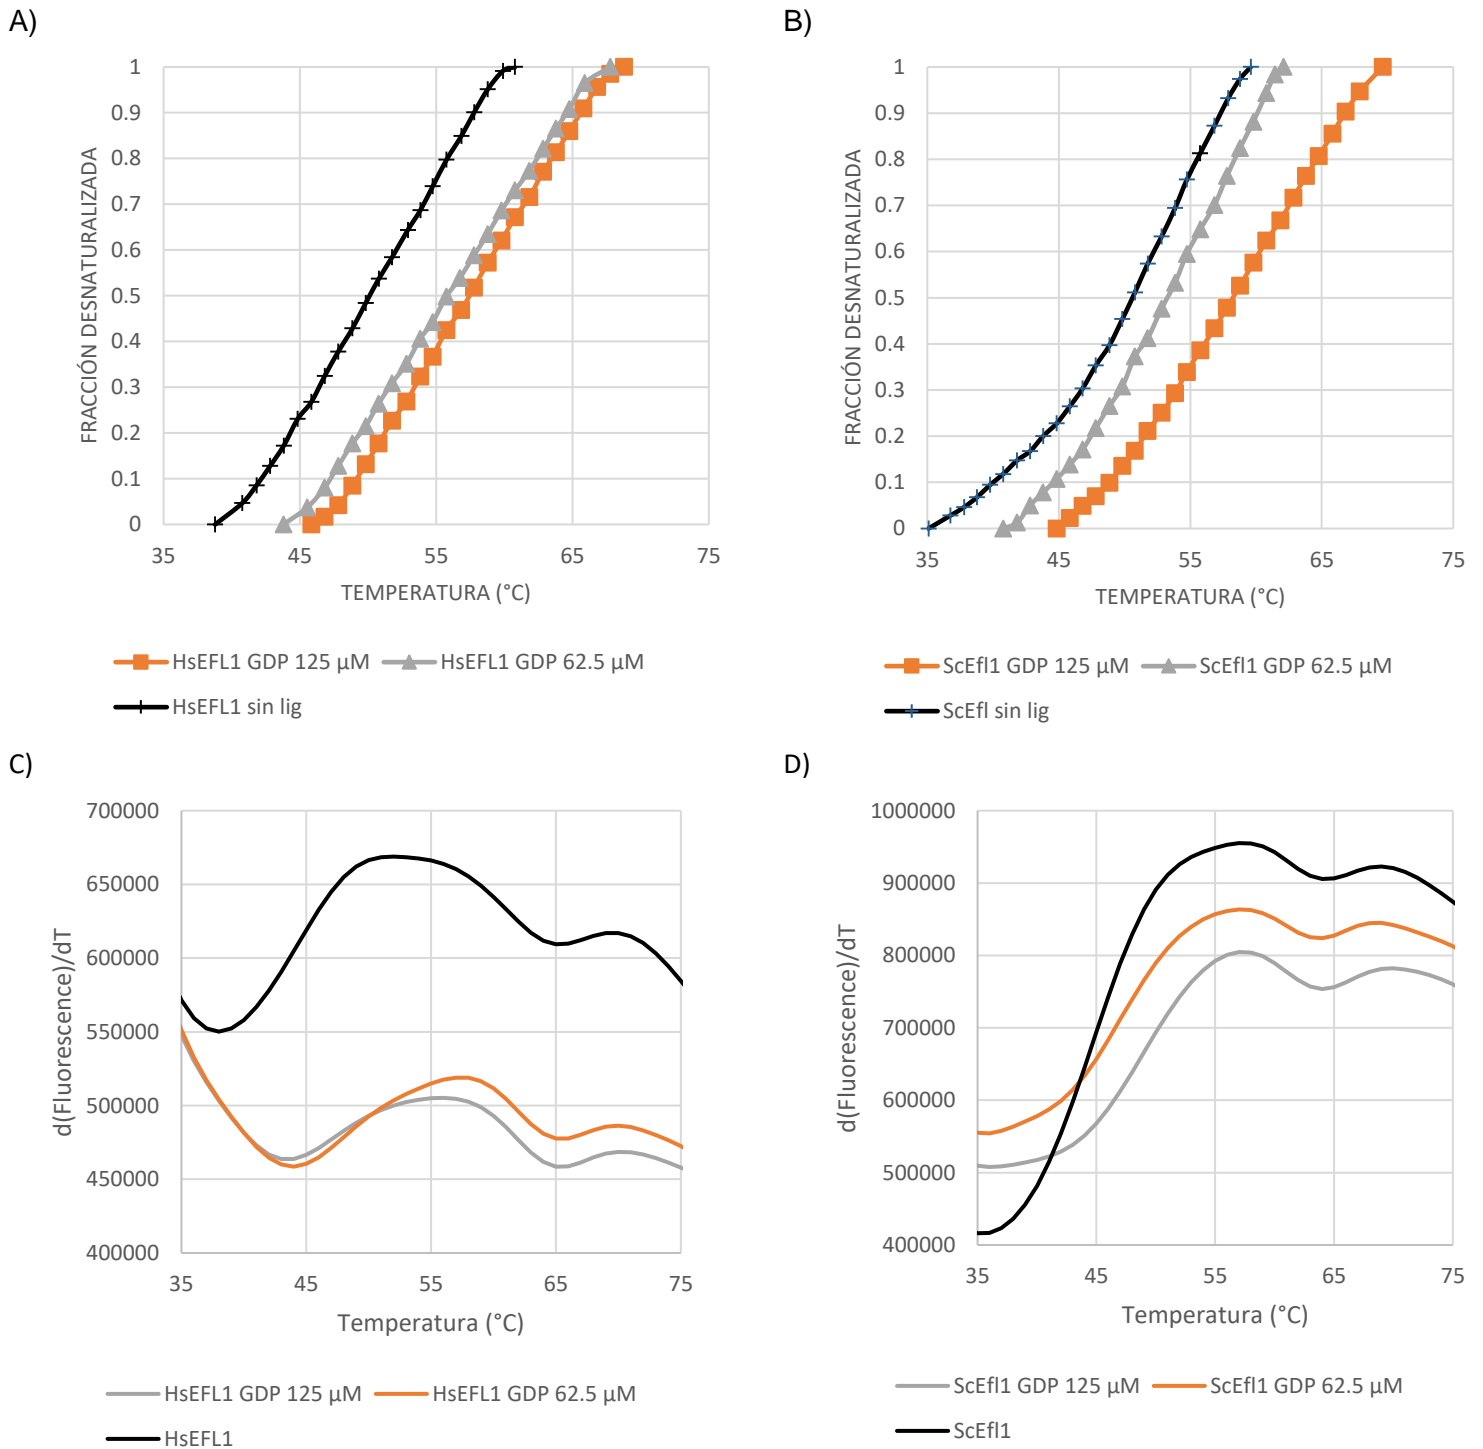 A)
B)
FRACCIÓN DESNATURALIZADA
1
0.9
0.8
0.7
0.6
0.5
0.4
0.3
0.2
0.1
0
35 45 55 65 75
TEMPERATURA (°C)
HsEFL1 GDP 125 µM HsEFL1 GDP 62.5 µM
HsEFL1 sin lig
FRACCIÓN DESNATURALIZADA
1
0.9
0.8
0.7
0.6
0.5
0.4
0.3
0.2
0.1
0
35 45 55 65 75
TEMPERATURA (°C)
ScEfl1 GDP 125 µM ScEfl1 GDP 62.5 µM
ScEfl sin lig
C)
D)
d(Fluorescence)/dT
700000
650000
600000
550000
500000
450000
400000
35 45 55 65 75
Temperatura (°C)
HsEFL1 GDP 125 µM HsEFL1 GDP 62.5 µM
HsEFL1
d(Fluorescence)/dT
1000000
900000
800000
700000
600000
500000
400000
35 45 55 65 75
Temperatura (°C)
ScEfl1 GDP 125 µM ScEfl1 GDP 62.5 µM
ScEfl1